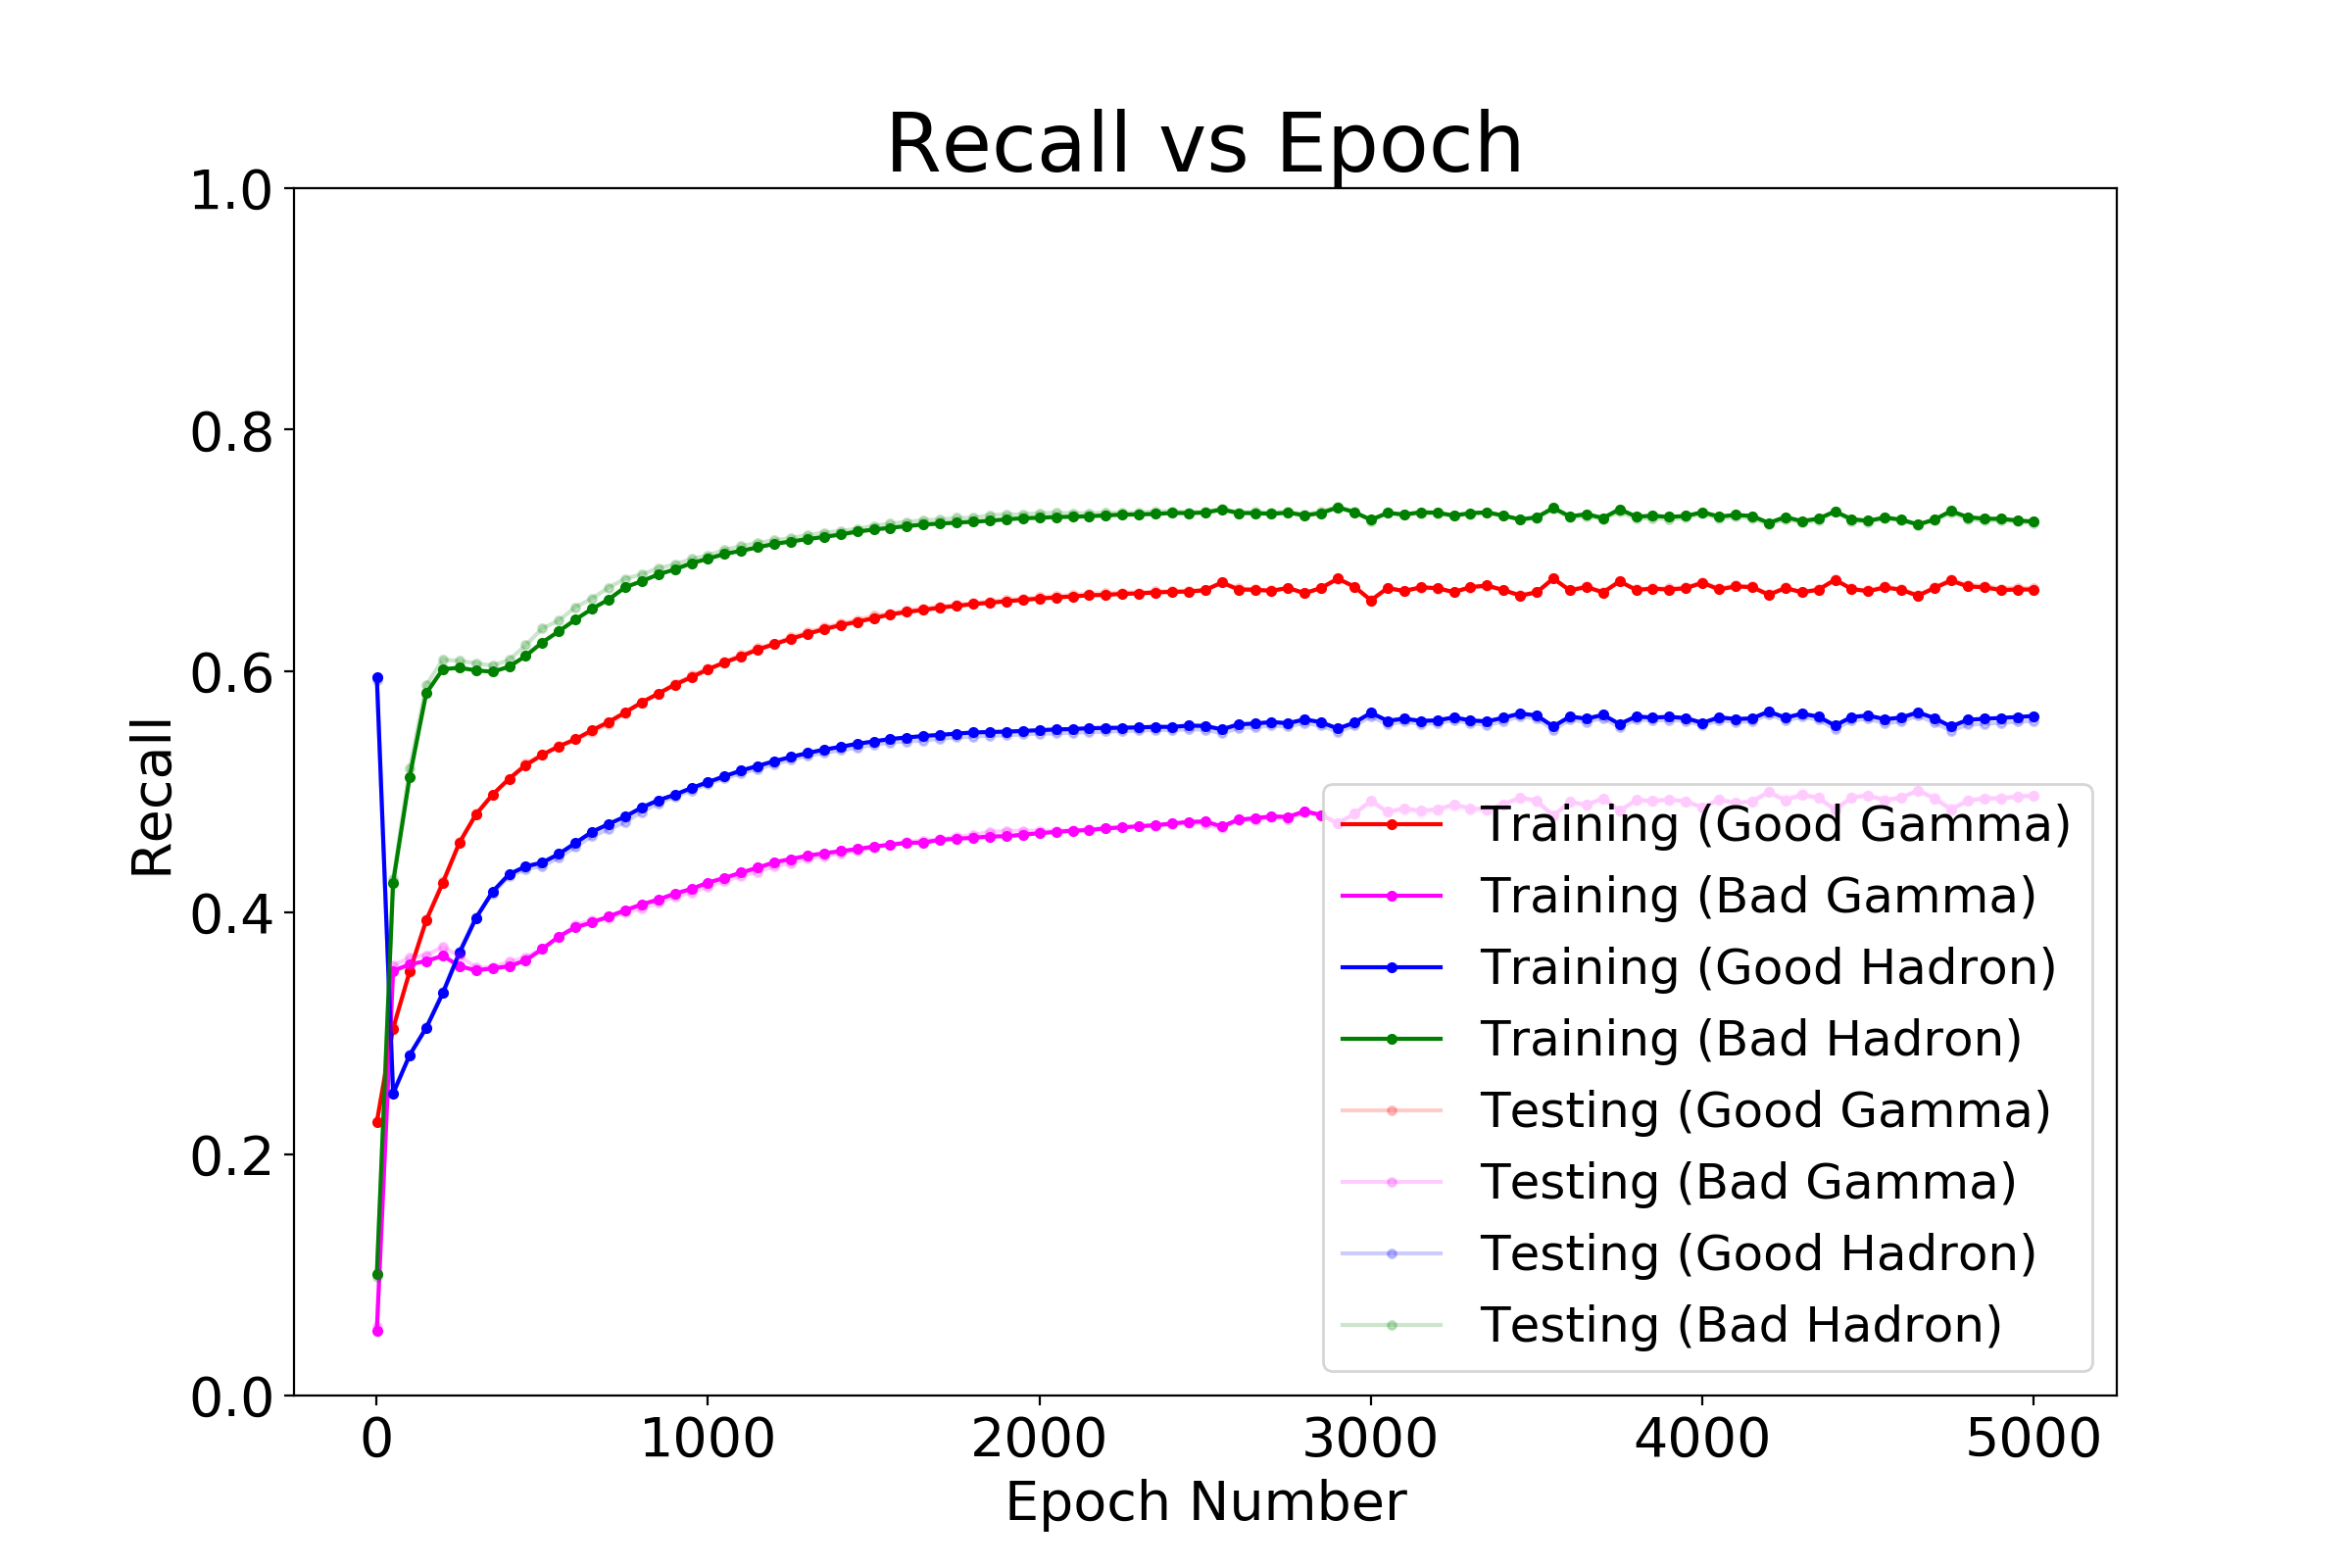 Recall vs Epoch
1.0
0.8
0.6
0.4
0.2
0.0
Recall
0 1000 2000 3000 4000 5000
Epoch Number
Training (Good Gamma)
Training (Bad Gamma)
Training (Good Hadron)
Training (Bad Hadron)
Testing (Good Gamma)
Testing (Bad Gamma)
Testing (Good Hadron)
Testing (Bad Hadron)